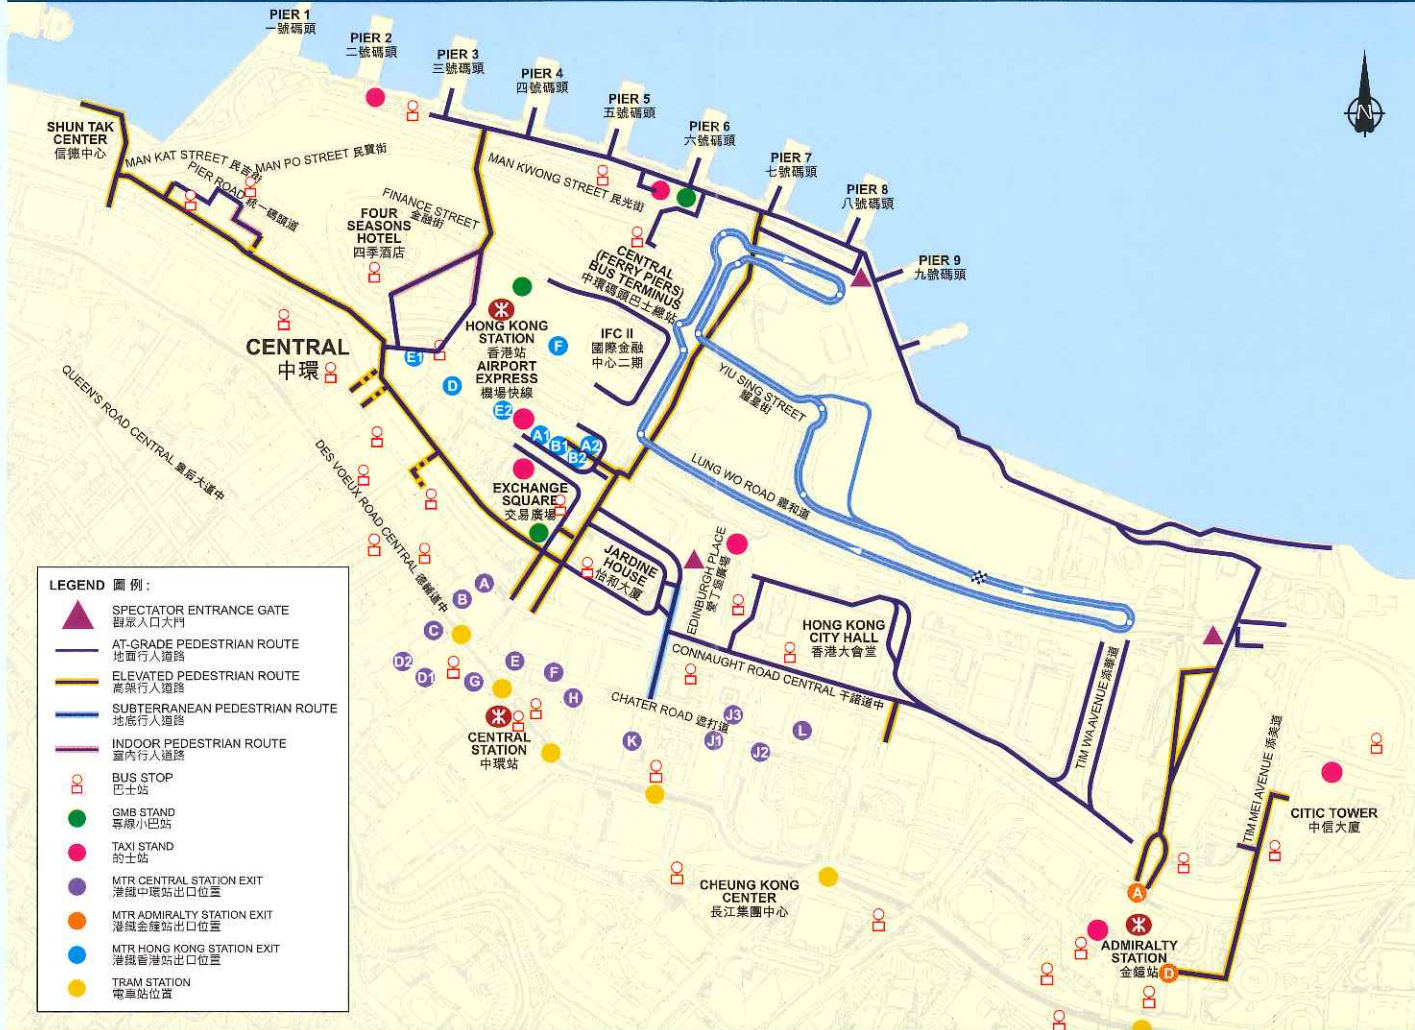 PIER 1
一號碼頭
PIER 2
二號碼頭
PIER 3
三號碼頭
PIER 4
四號碼頭
PIER 5
五號碼頭
PIER 6
六號碼頭
PIER 7
七號碼頭
PIER 8
八號碼頭
PIER 9
九號碼頭
N
SHUN TAK
CENTER
信德中心
MAN KAT STREET 民吉街
MAN PO STREET 民寶街
PIER ROAD 統一碼頭道
MAN KWONG STREET 民光街
FINANCE STREET
金融街
FOUR
SEASONS
HOTEL
四季酒店
CENTRAL
(FERRY PIERS)
BUS TERMINUS
中環碼頭巴士總站
HONG KONG
STATION
香港站
AIRPORT
EXPRESS
機場快線
IFC II
國際金融
中心二期
CENTRAL
中環
E1
D
F
E2
A1
B1
A2
B2
YIU SING STREET
耀星街
QUEEN'S ROAD CENTRAL 皇后大道中
DES VOEUX ROAD CENTRAL 德輔道中
LUNG WO ROAD 龍和道
EXCHANGE
SQUARE
交易廣場
JARDINE
HOUSE
怡和大廈
EDINBURGH PLACE
愛丁堡廣場
HONG KONG
CITY HALL
香港大會堂
CONNAUGHT ROAD CENTRAL 干諾道中
CHATER ROAD 遮打道
A
B
C
D2
D1
G
E
F
H
K
J3
J1
J2
L
CENTRAL
STATION
中環站
TIM WA AVENUE 添華道
TIM MEI AVENUE 添美道
CITIC TOWER
中信大廈
CHEUNG KONG
CENTER
長江集團中心
A
ADMIRALTY
STATION
金鐘站
D
LEGEND 圖例 :
SPECTATOR ENTRANCE GATE
觀眾入口大門
AT-GRADE PEDESTRIAN ROUTE
地面行人道路
ELEVATED PEDESTRIAN ROUTE
高架行人道路
SUBTERRANEAN PEDESTRIAN ROUTE
地底行人道路
INDOOR PEDESTRIAN ROUTE
室內行人道路
BUS STOP
巴士站
GMB STAND
專線小巴站
TAXI STAND
的士站
MTR CENTRAL STATION EXIT
港鐵中環站出口位置
MTR ADMIRALTY STATION EXIT
港鐵金鐘站出口位置
MTR HONG KONG STATION EXIT
港鐵香港站出口位置
TRAM STATION
電車站位置